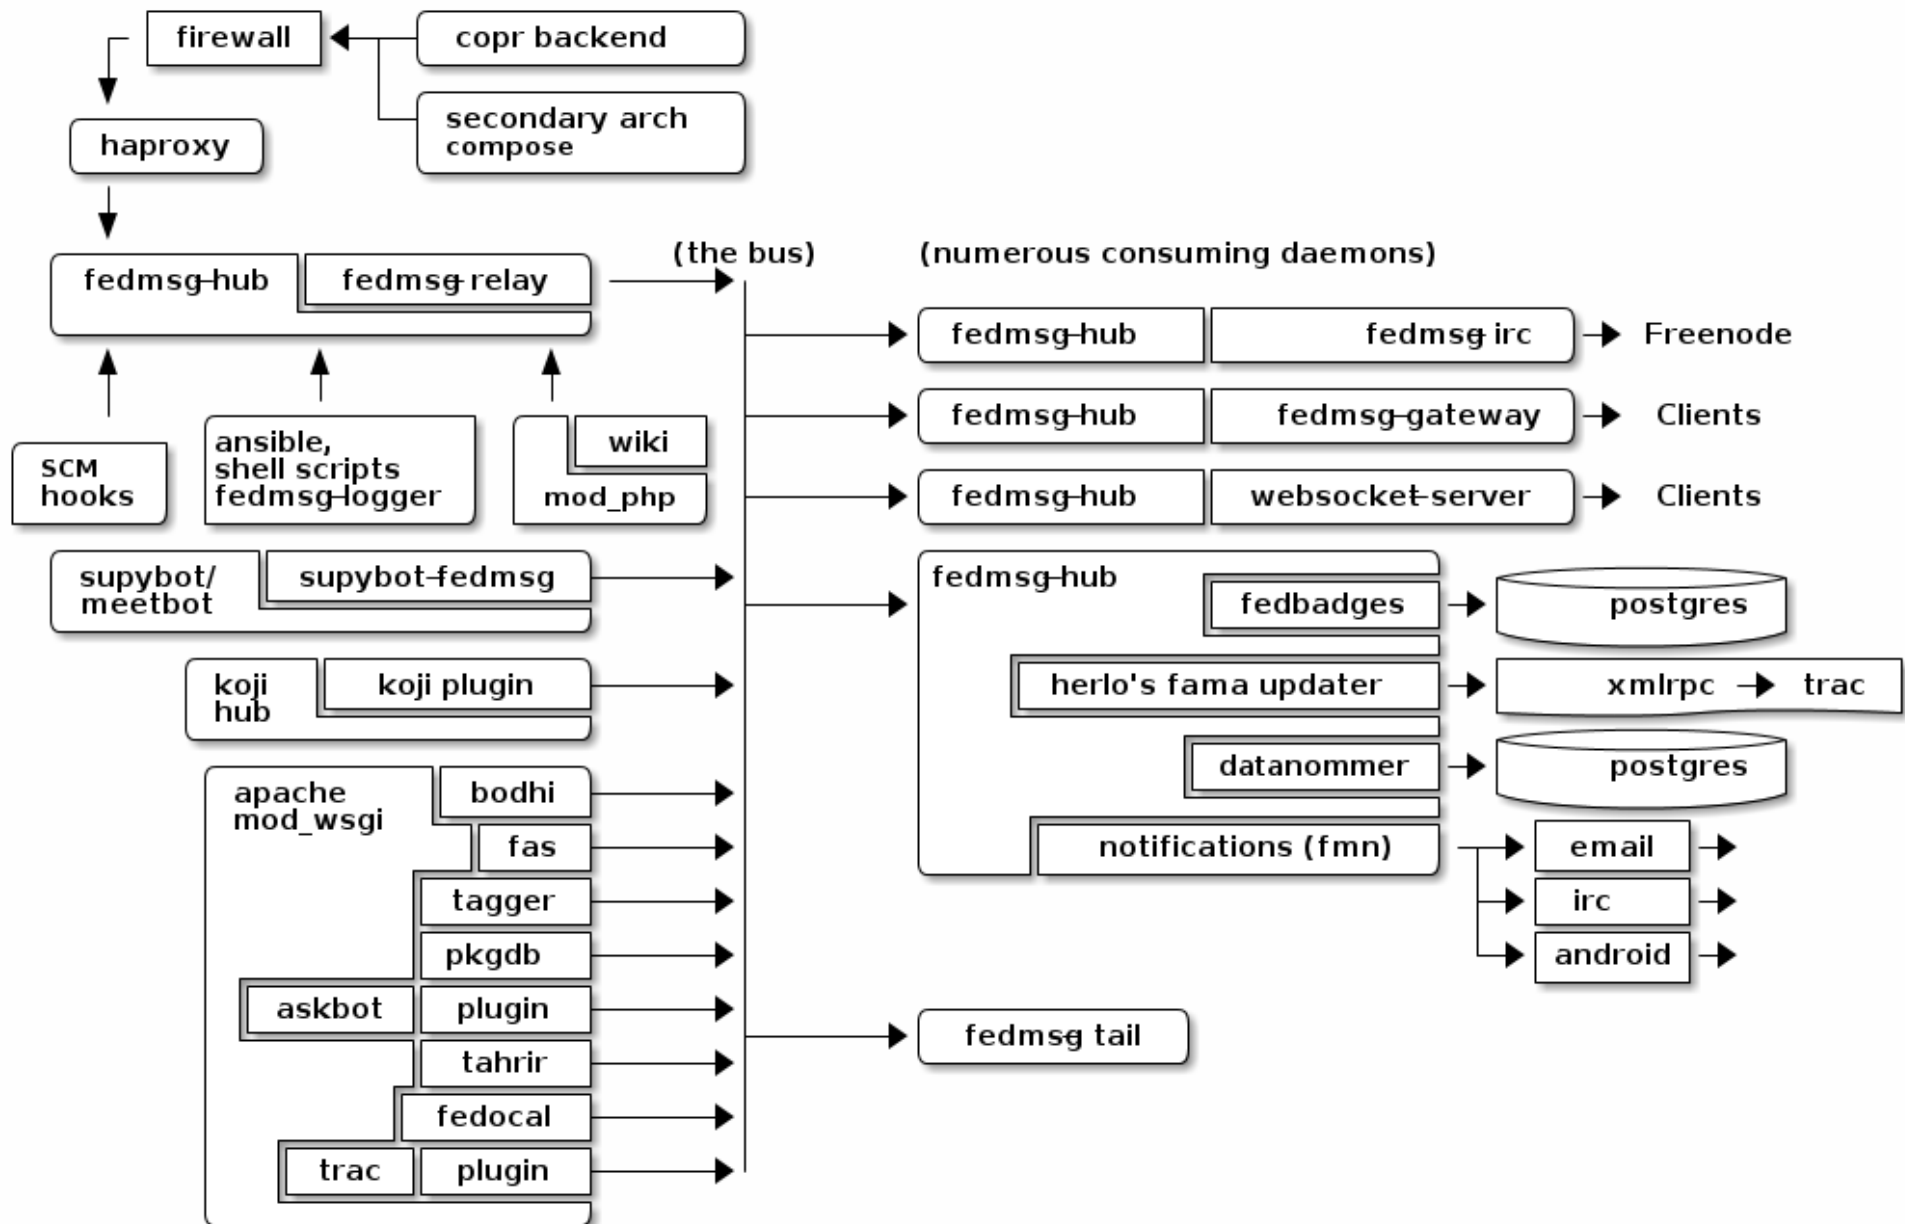 firewall
copr backend
secondary arch
compose
haproxy
(the bus)
(numerous consuming daemons)
fedmsg-hub
fedmsg-relay
fedmsg-hub
fedmsg-irc
Freenode
fedmsg-hub
fedmsg-gateway
Clients
SCM
hooks
ansible,
shell scripts
fedmsg-logger
wiki
mod_php
fedmsg-hub
websocket-server
Clients
supybot/
meetbot
supybot-fedmsg
fedmsg-hub
fedbadges
postgres
koji
hub
koji plugin
herlo's fama updater
xmlrpc
trac
datanommer
postgres
apache
mod_wsgi
bodhi
fas
notifications (fmn)
email
tagger
irc
pkgdb
android
askbot
plugin
fedmsg-tail
tahrir
fedocal
trac
plugin